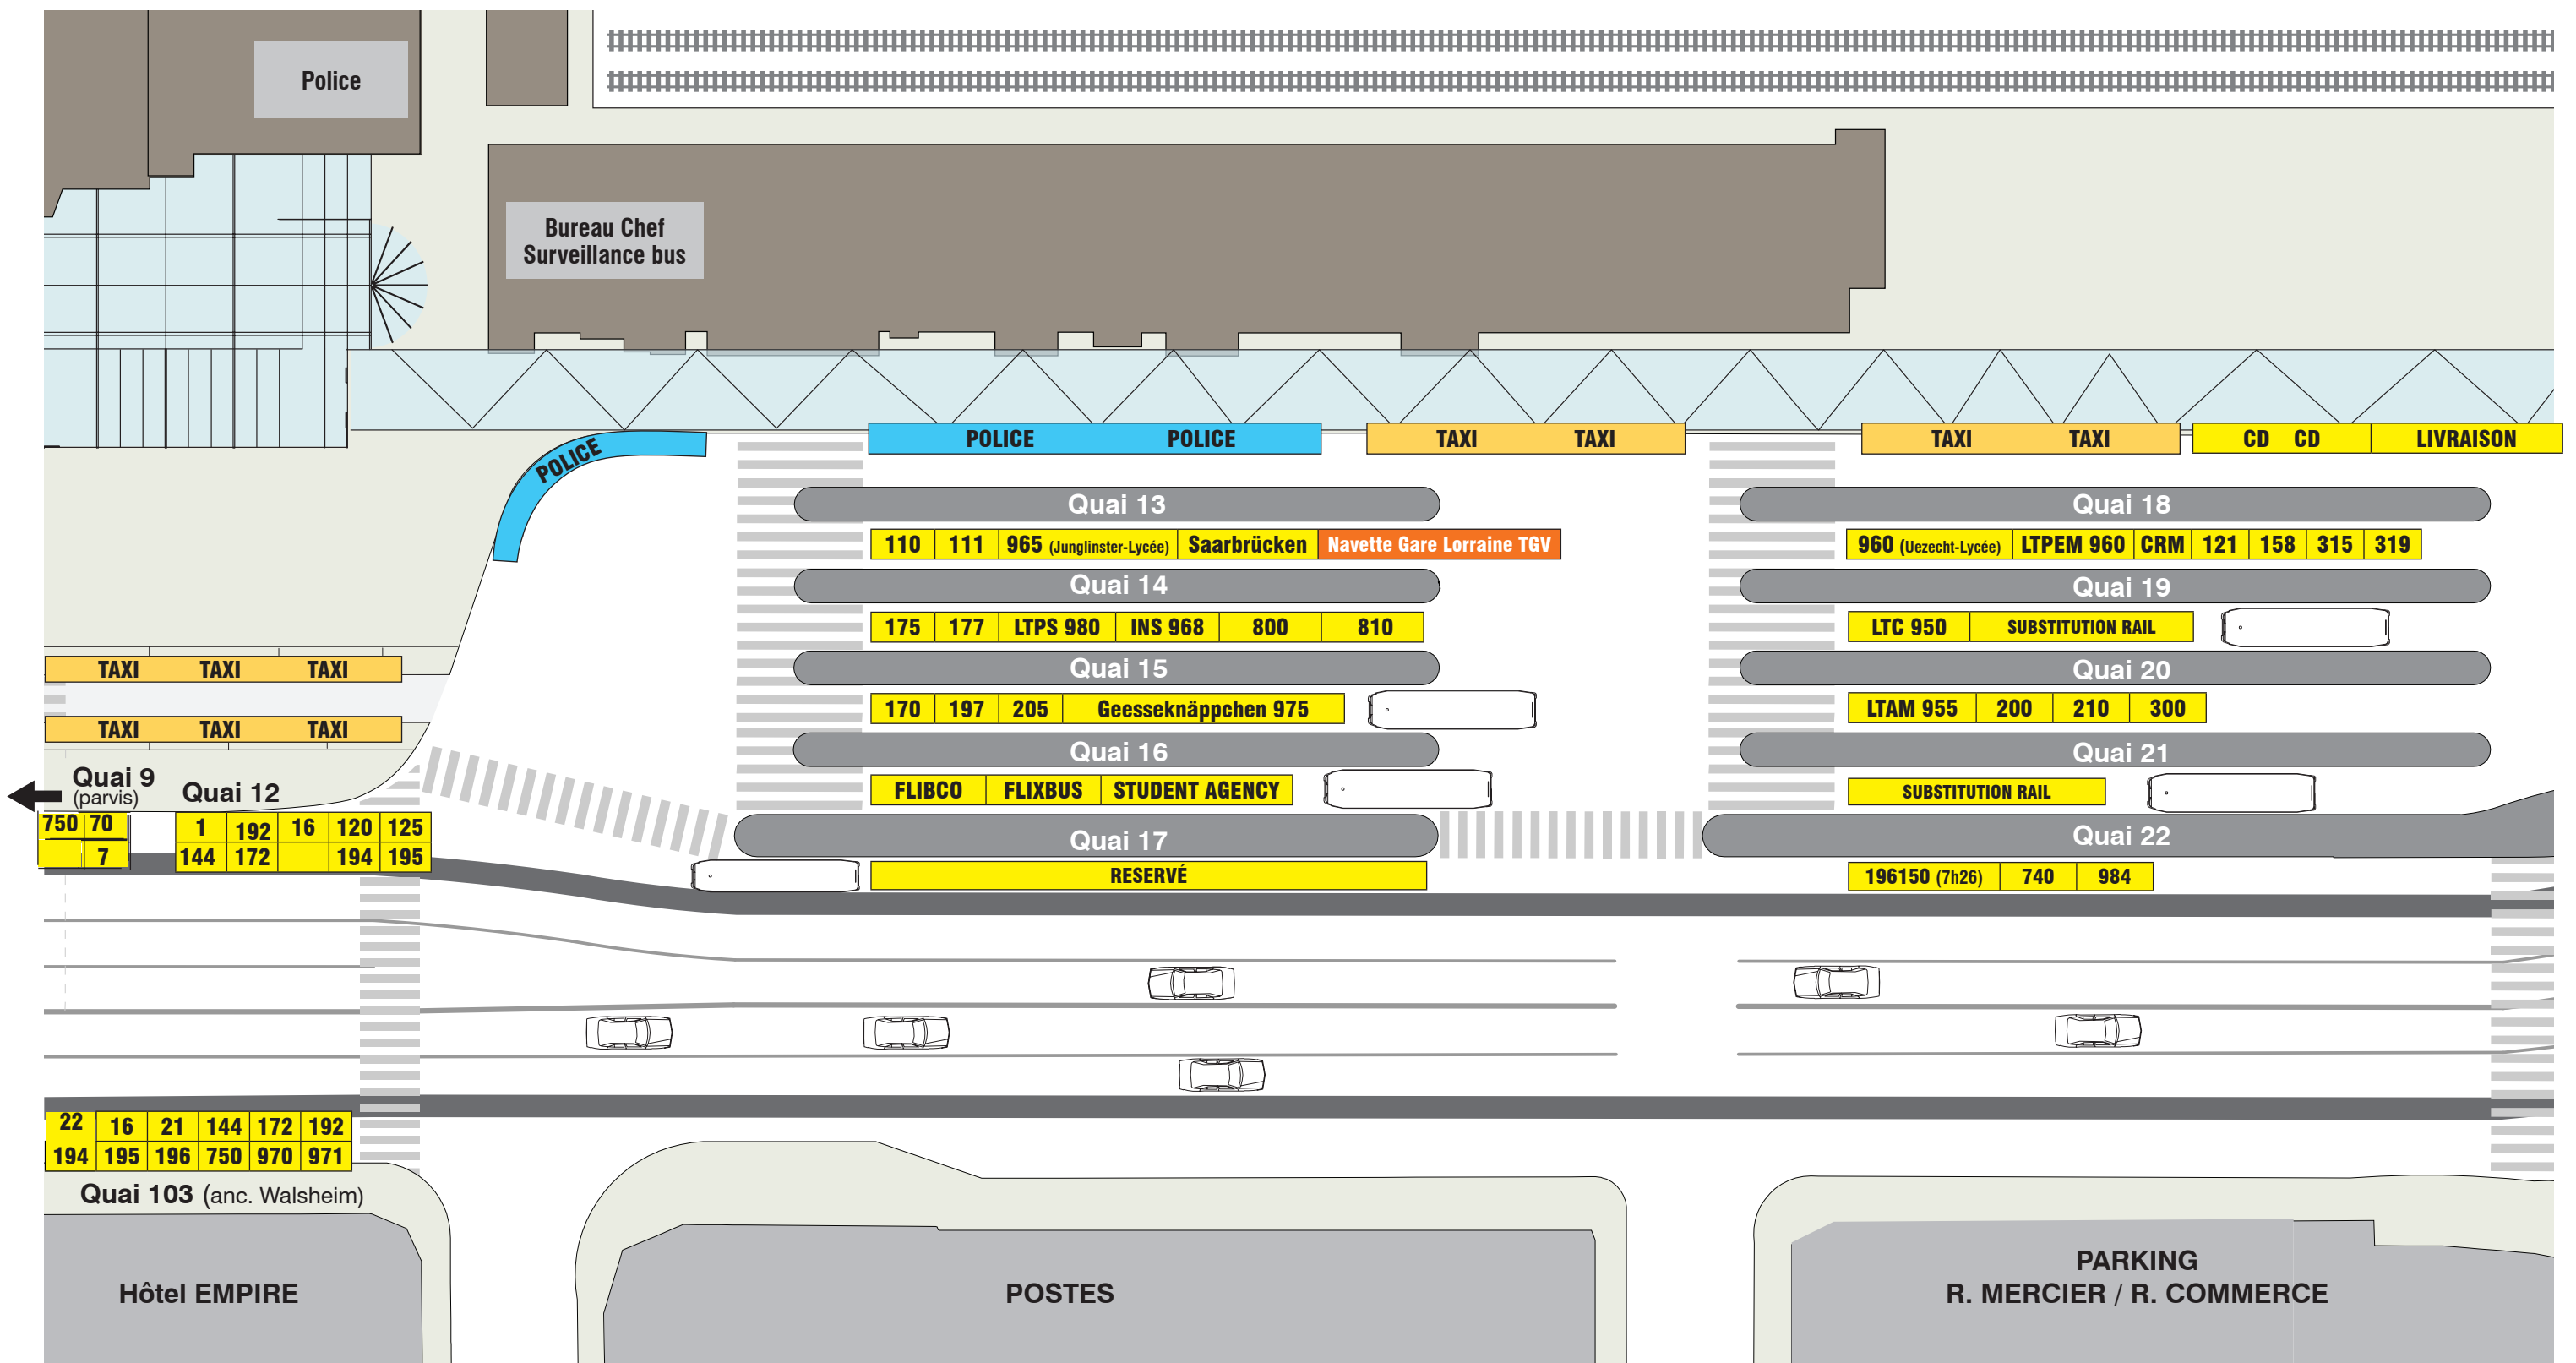 Police
Bureau Chef
Surveillance bus
POLICE
POLICE POLICE
TAXI TAXI
TAXI TAXI
CD CD
LIVRAISON
Quai 13
110 111 965 (Junglinster-Lycée) Saarbrücken Navette Gare Lorraine TGV
Quai 14
175 177 LTPS 980 INS 968 800 810
Quai 15
170 197 205 Geesseknäppchen 975
Quai 16
FLIBCO FLIXBUS STUDENT AGENCY
Quai 17
RESERVÉ
Quai 18
960 (Uezecht-Lycée) LTPEM 960 CRM 121 158 315 319
Quai 19
LTC 950 SUBSTITUTION RAIL
Quai 20
LTAM 955 200 210 300
Quai 21
SUBSTITUTION RAIL
Quai 22
196150 (7h26) 740 984
TAXI TAXI TAXI
TAXI TAXI TAXI
Quai 9
(parvis)
750 70
7
Quai 12
1 192 16 120 125
144 172 194 195
22 16 21 144 172 192
194 195 196 750 970 971
Quai 103 (anc. Walsheim)
Hôtel EMPIRE
POSTES
PARKING
R. MERCIER / R. COMMERCE